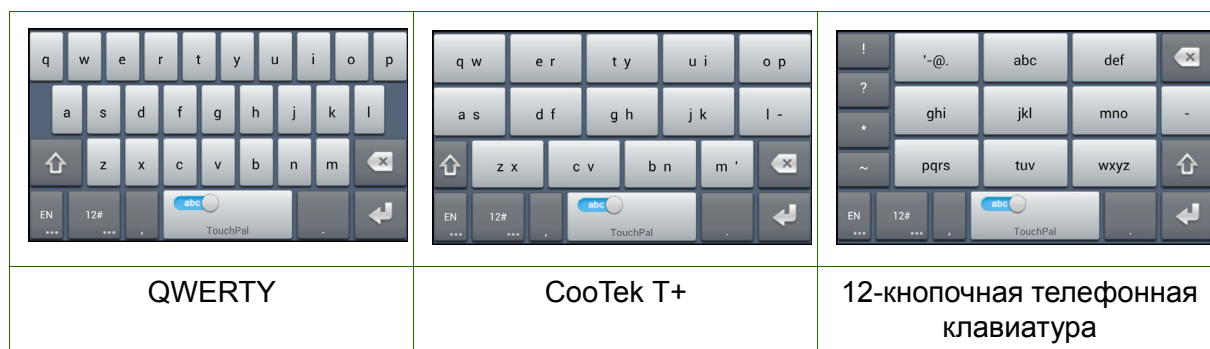 q w e r t y u i o p
a s d f g h j k l
z x c v b n m
EN 12# , abc TouchPal .
q w e r t y u i o p
a s d f g h j k l -
z x c v b n m '
EN 12# , abc TouchPal .
! '-@. abc def
? ghi jkl mno -
*
~ pqrs tuv wxyz
EN 12# , abc TouchPal .
QWERTY
CooTek T+
12-кнопочная телефонная
клавиатура